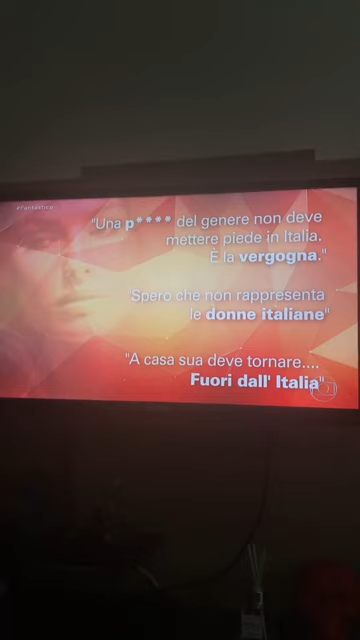 #Fantástico
"Una p**** del genere non deve
mettere piede in Italia.
È la vergogna."
"Spero che non rappresenta
le donne italiane"
"A casa sua deve tornare....
Fuori dall' Italia"